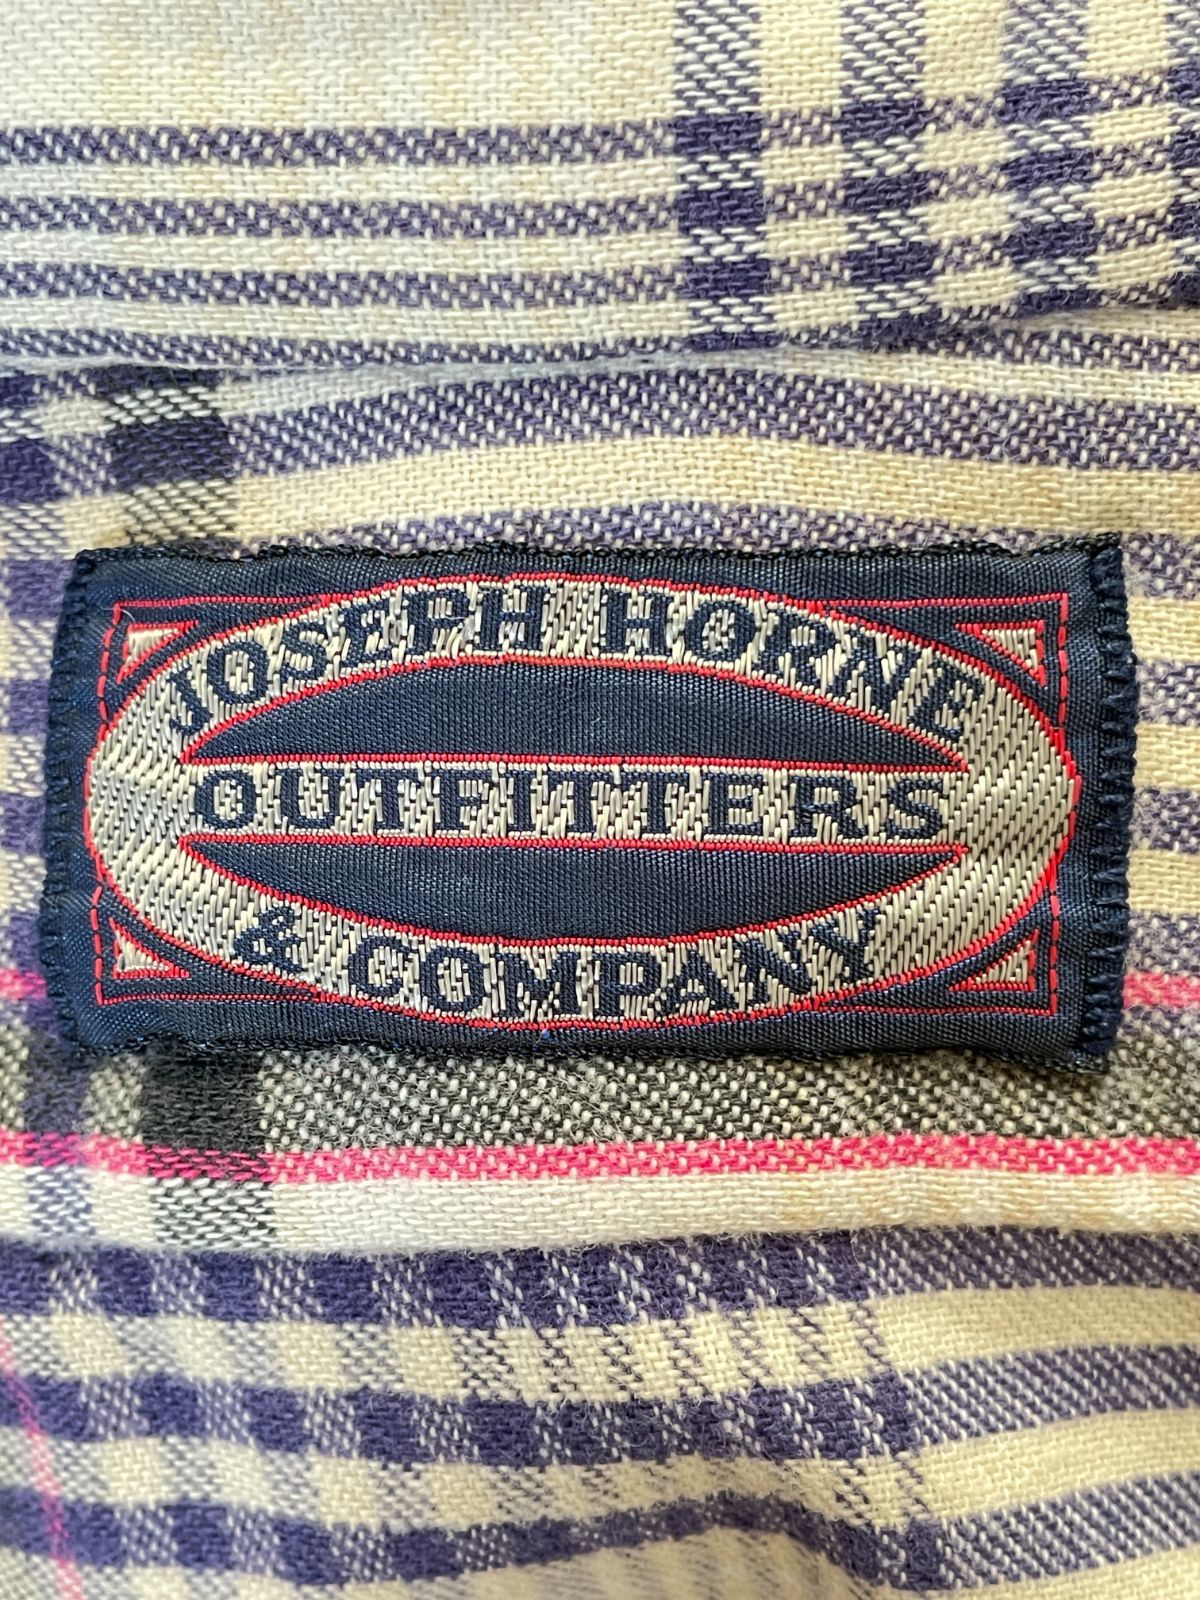 JOSEPH HORNE
OUTFITTERS
& COMPANY